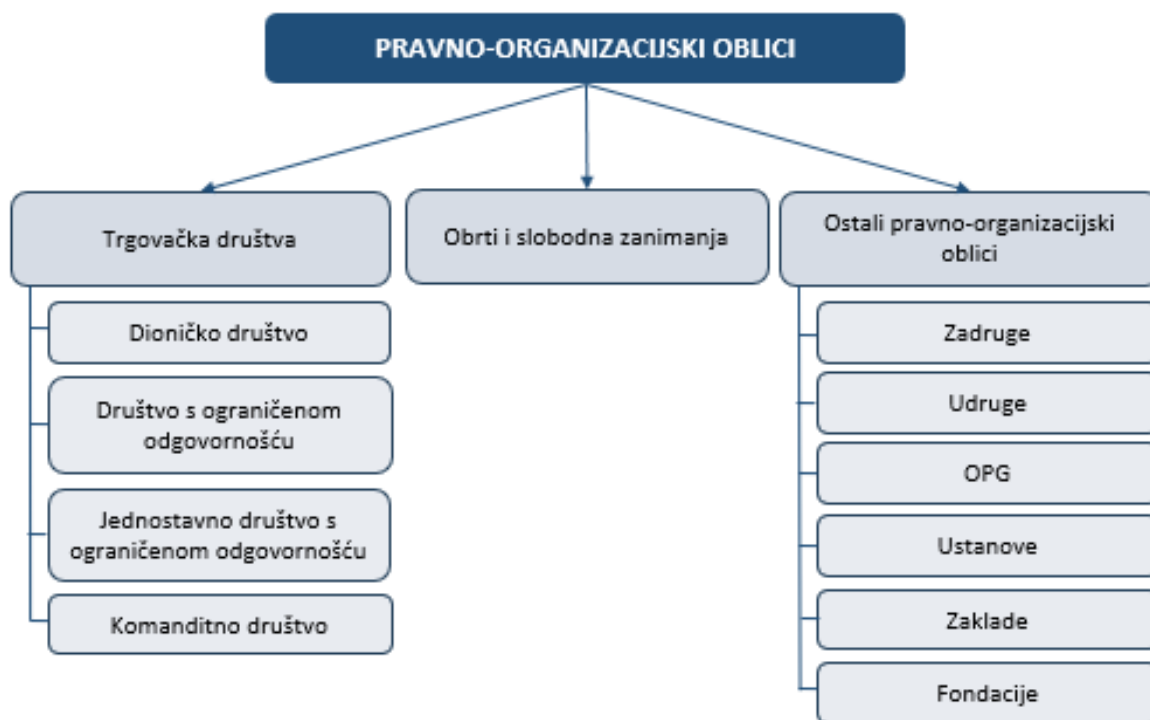 PRAVNO-ORGANIZACIJSKI OBLICI
Trgovačka društva
Dioničko društvo
Društvo s ograničenom
odgovornošću
Jednostavno društvo s
ograničenom odgovornošću
Komanditno društvo
Obrti i slobodna zanimanja
Ostali pravno-organizacijski
oblici
Zadruge
Udruge
OPG
Ustanove
Zaklade
Fondacije